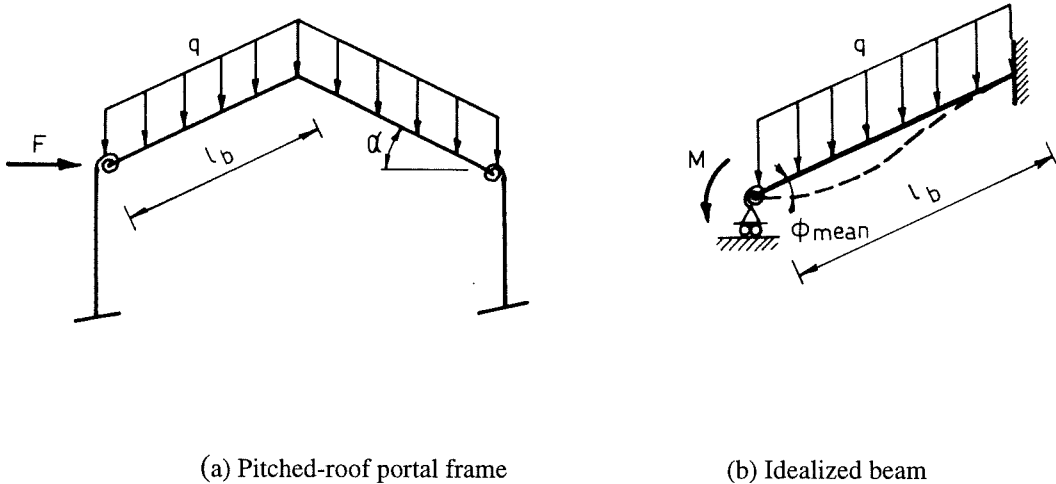 q
F
l_b
α
(a) Pitched-roof portal frame
q
M
ϕ_mean
l_b
(b) Idealized beam